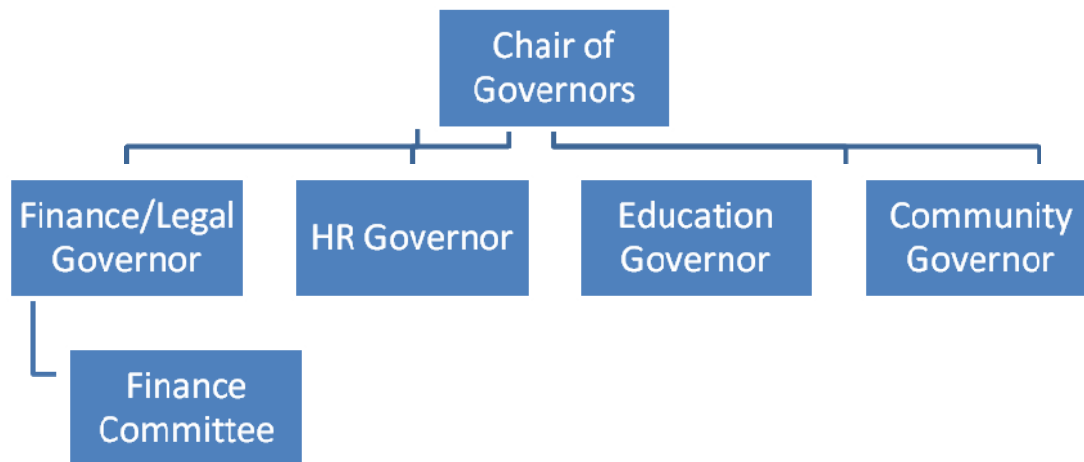 Chair of
Governors
Finance/Legal
Governor
HR Governor
Education
Governor
Community
Governor
Finance
Committee